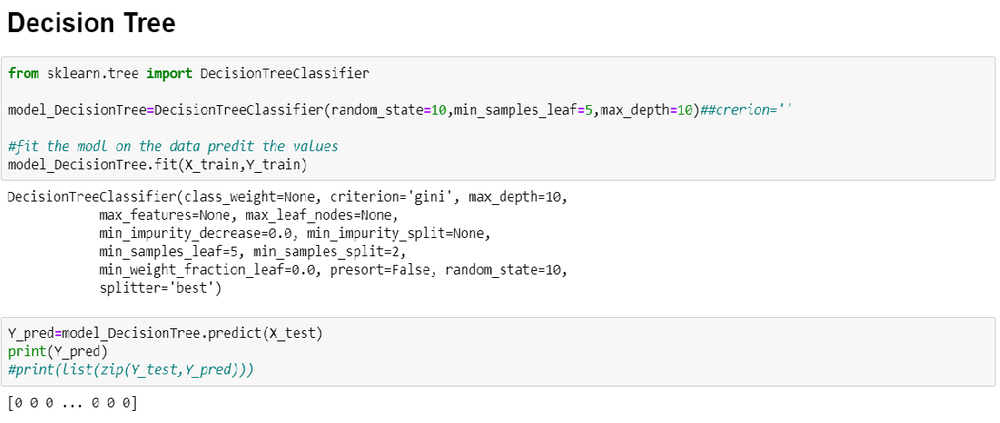 Decision Tree
from sklearn.tree import DecisionTreeClassifier
model_DecisionTree=DecisionTreeClassifier(random_state=10,min_samples_leaf=5,max_depth=10)##crerion=''
#fit the modl on the data predit the values
model_DecisionTree.fit(X_train,Y_train)
DecisionTreeClassifier(class_weight=None, criterion='gini', max_depth=10,
max_features=None, max_leaf_nodes=None,
min_impurity_decrease=0.0, min_impurity_split=None,
min_samples_leaf=5, min_samples_split=2,
min_weight_fraction_leaf=0.0, presort=False, random_state=10,
splitter='best')
Y_pred=model_DecisionTree.predict(X_test)
print(Y_pred)
#print(list(zip(Y_test,Y_pred)))
[0 0 0 ... 0 0 0]